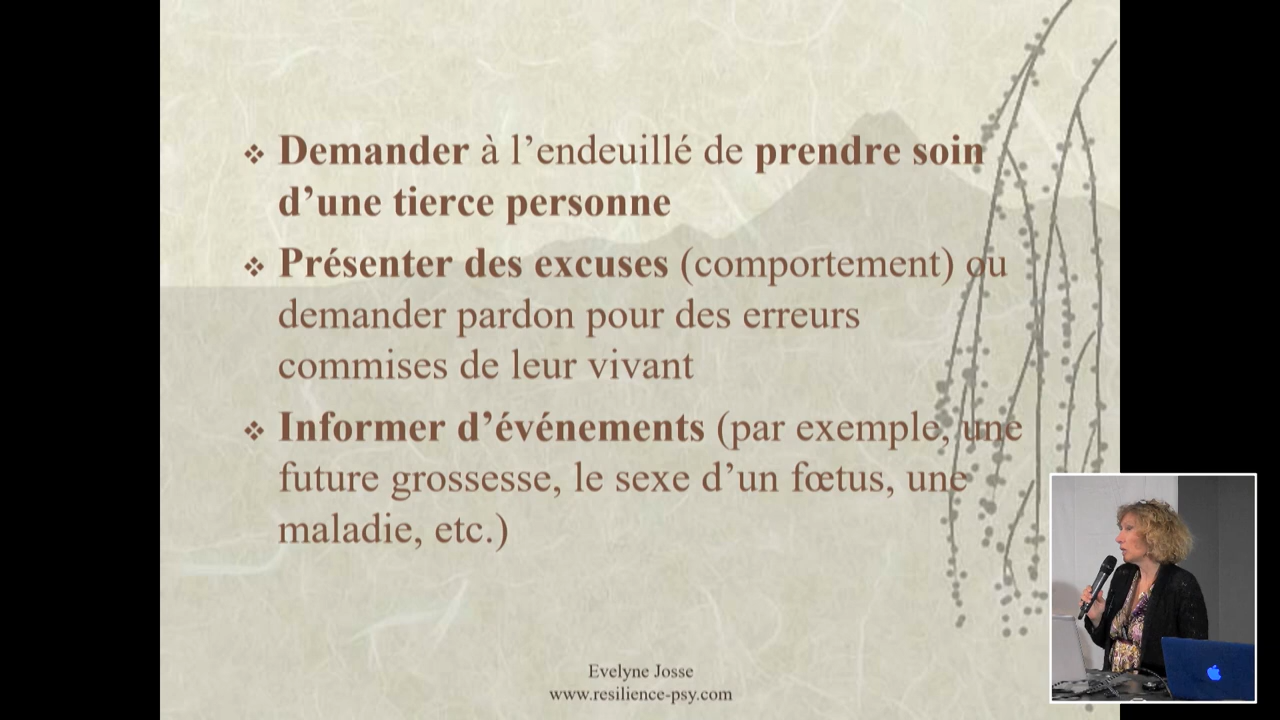 ❖ Demander à l’endeuillé de prendre soin
d’une tierce personne
❖ Présenter des excuses (comportement) ou
demander pardon pour des erreurs
commises de leur vivant
❖ Informer d’événements (par exemple, une
future grossesse, le sexe d’un fœtus, une
maladie, etc.)
Evelyne Josse
www.resilience-psy.com